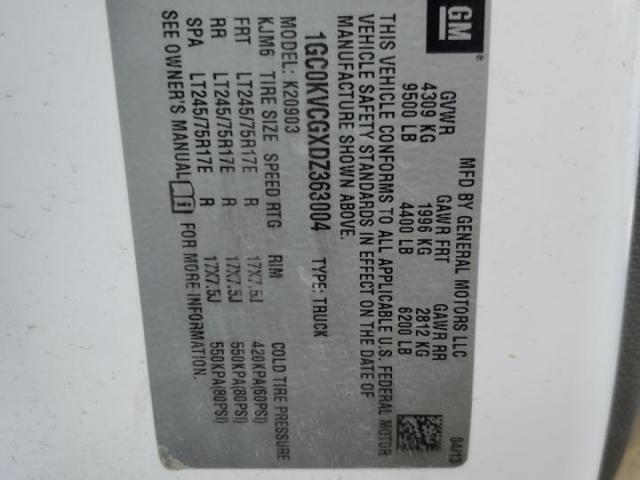 GM
MFD BY GENERAL MOTORS LLC 04/13
GVWR GAWR FRT GAWR RR
4309 KG 1996 KG 2812 KG
9500 LB 4400 LB 6200 LB
THIS VEHICLE CONFORMS TO ALL APPLICABLE U.S. FEDERAL MOTOR
VEHICLE SAFETY STANDARDS IN EFFECT ON THE DATE OF
MANUFACTURE SHOWN ABOVE.
1GC0KVCGXDZ363004 TYPE: TRUCK
MODEL: K20903
KJM6 TIRE SIZE SPEED RTG RIM COLD TIRE PRESSURE
FRT LT245/75R17E R 17X7.5J 420KPA(60PSI)
RR LT245/75R17E R 17X7.5J 550KPA(80PSI)
SPA LT245/75R17E R 17X7.5J 550KPA(80PSI)
SEE OWNER'S MANUAL i FOR MORE INFORMATION.